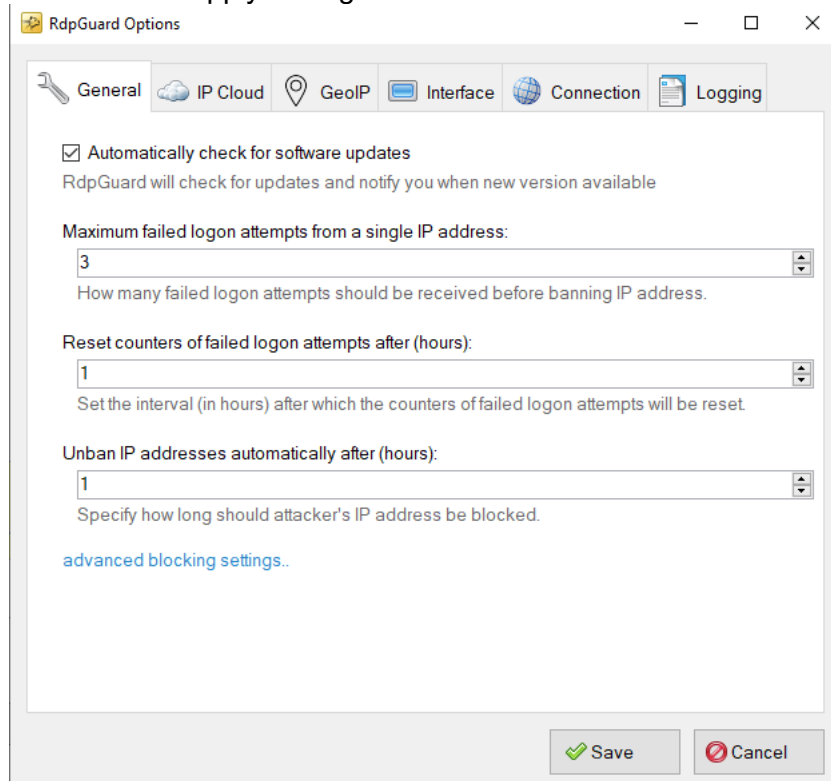 RdpGuard Options
General IP Cloud GeoIP Interface Connection Logging
Automatically check for software updates
RdpGuard will check for updates and notify you when new version available
Maximum failed logon attempts from a single IP address:
3
How many failed logon attempts should be received before banning IP address.
Reset counters of failed logon attempts after (hours):
1
Set the interval (in hours) after which the counters of failed logon attempts will be reset.
Unban IP addresses automatically after (hours):
1
Specify how long should attacker's IP address be blocked.
advanced blocking settings..
Save Cancel